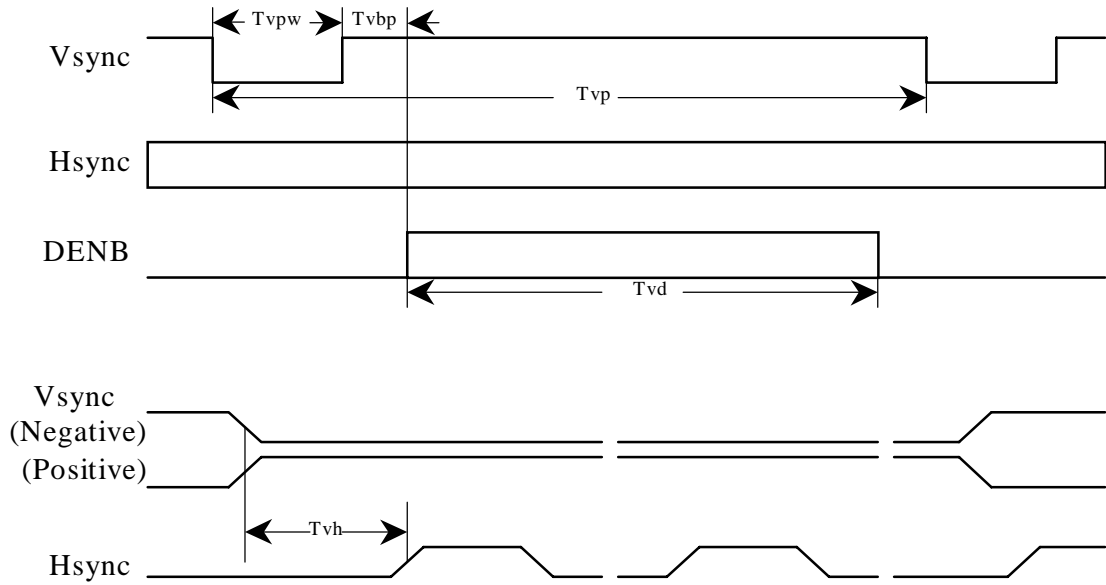 Tvpw Tvbp
Vsync
Tvp
Hsync
DENB
Tvd
Vsync
(Negative)
(Positive)
Tvh
Hsync